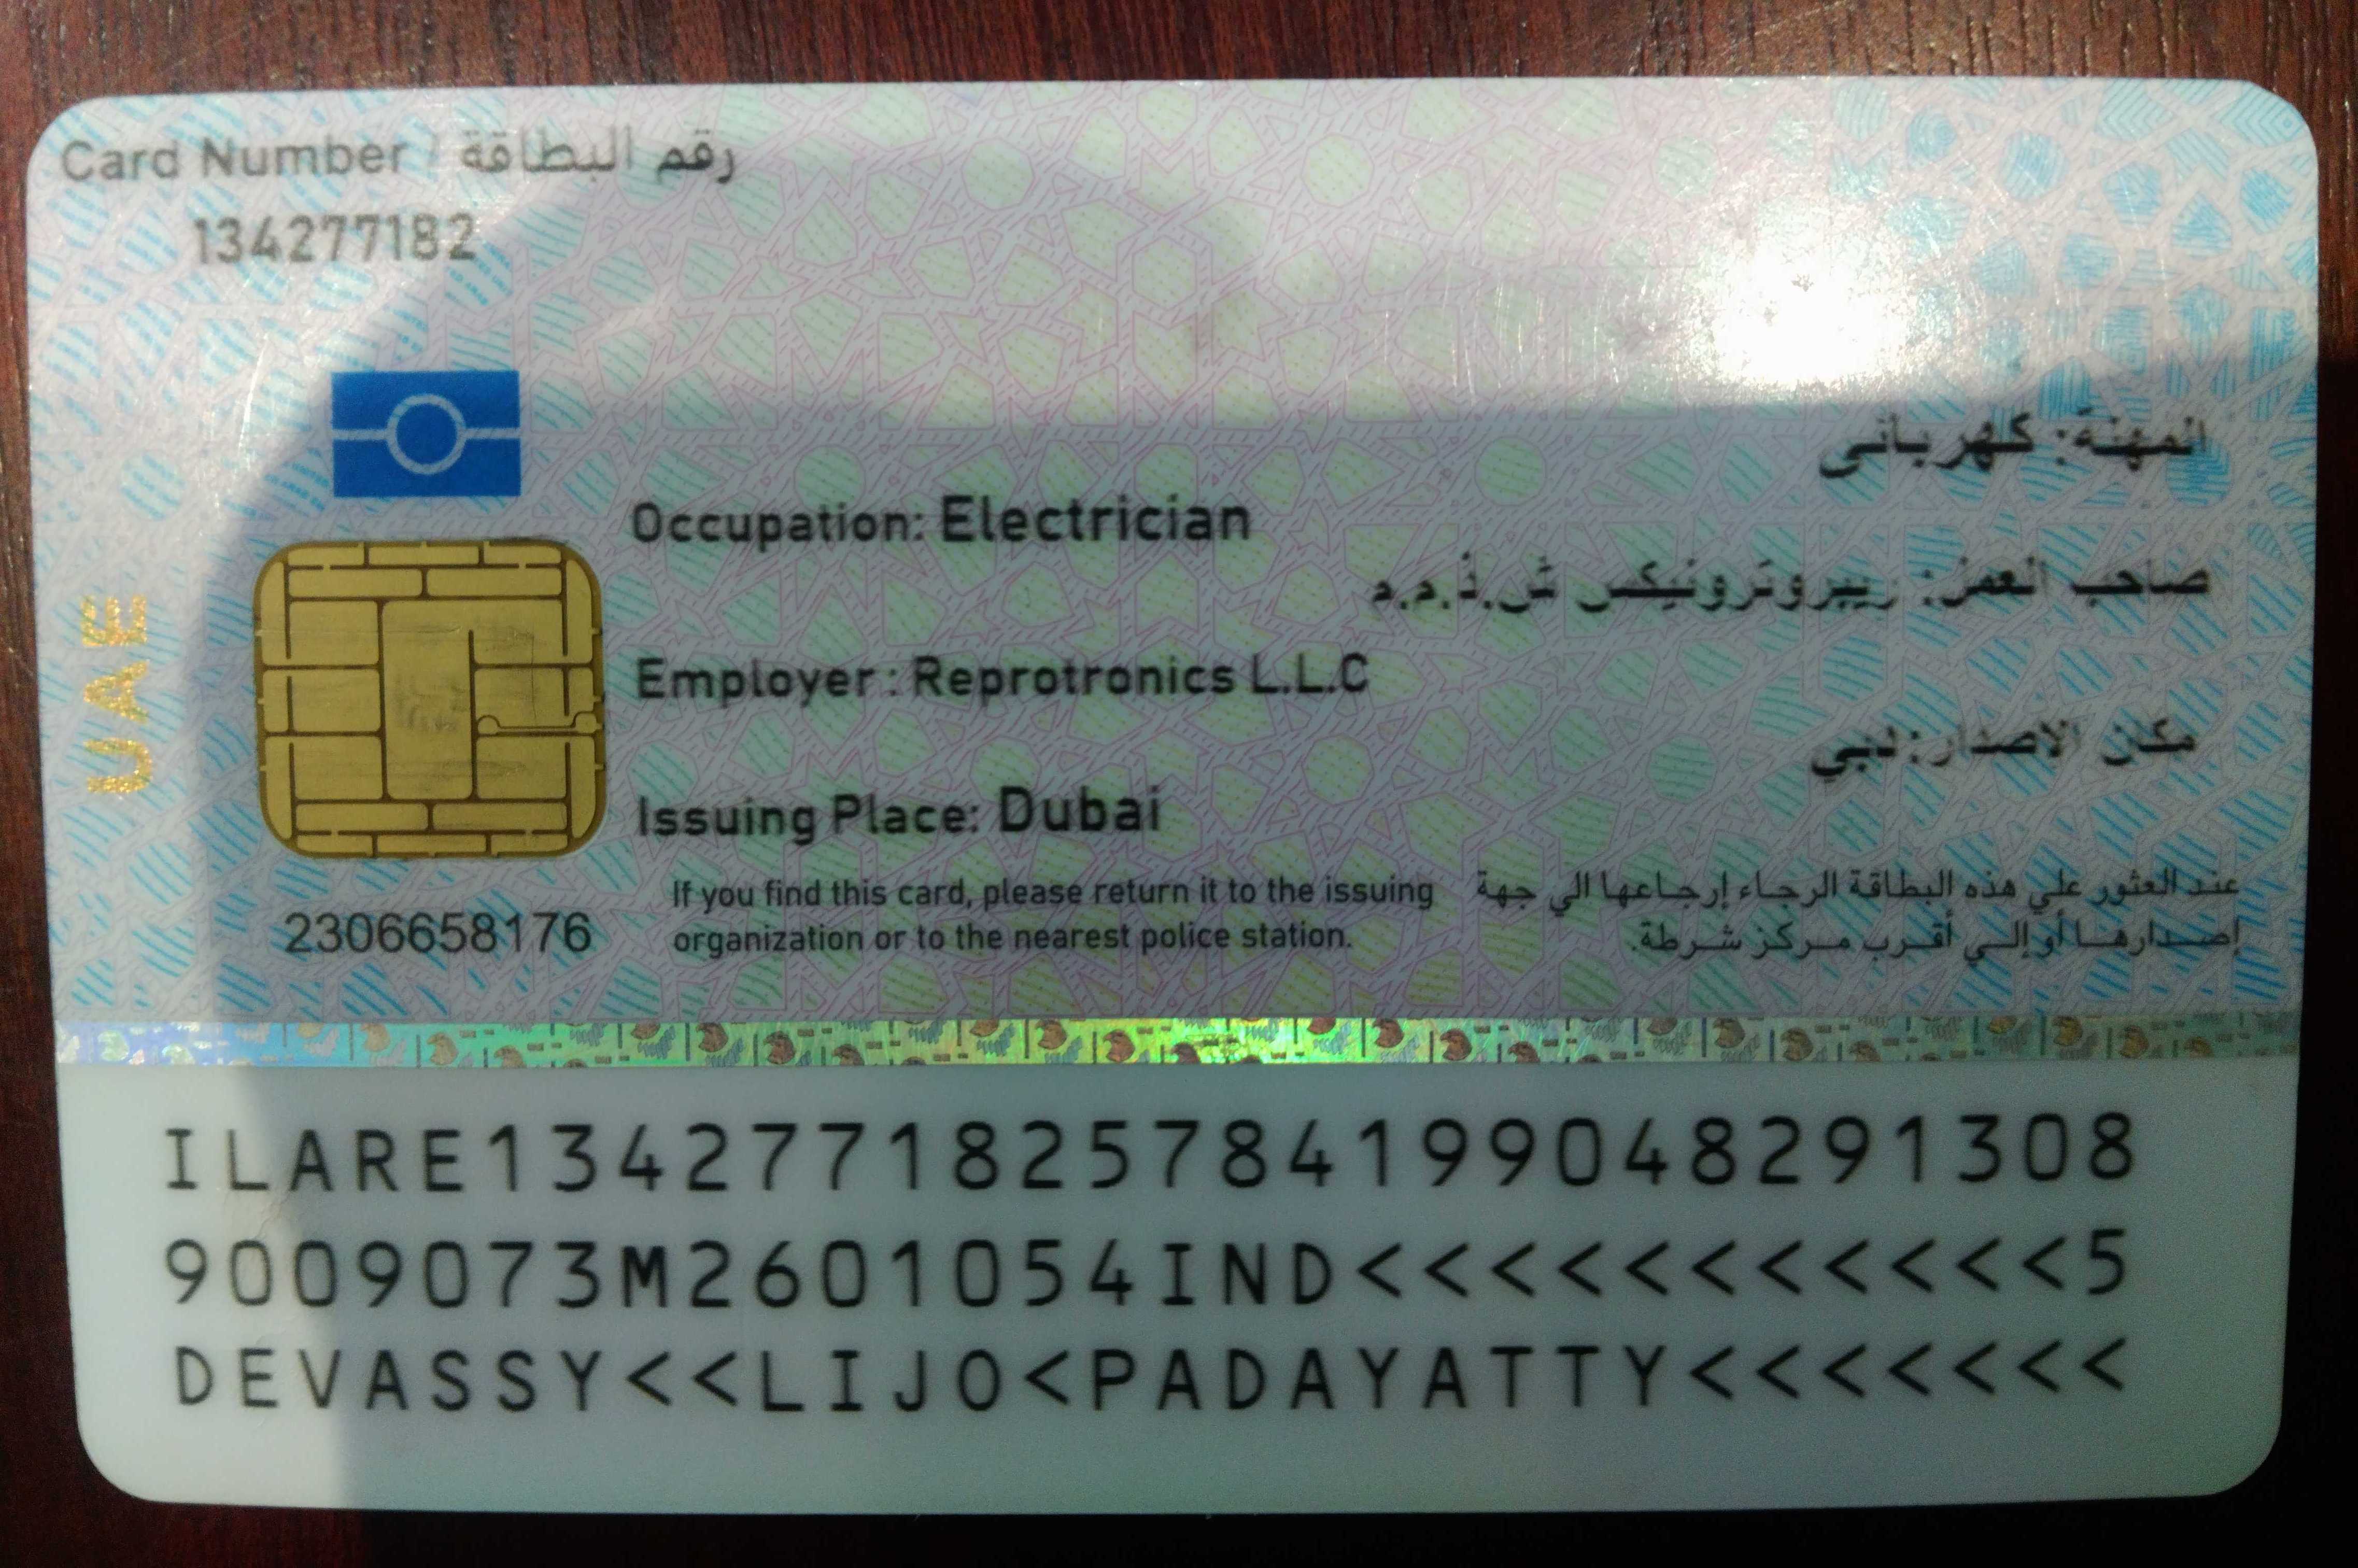 Card Number / رقم البطاقة
134277182
المهنة: كهربائي
Occupation: Electrician
صاحب العمل: ريبروترونيكس ش.ذ.م.م
Employer: Reprotronics L.L.C
مكان الاصدار: دبي
Issuing Place: Dubai
UAE
If you find this card, please return it to the issuing
organization or to the nearest police station.
عند العثور علي هذه البطاقة الرجاء إرجاعها الي جهة
إصدارها أو إلي أقرب مركز شرطة.
2306658176
ILARE1342771825784199048291308
9009073M2601054IND<<<<<<<<<<<5
DEVASSY<<LIJO<PADAYATTY<<<<<<<